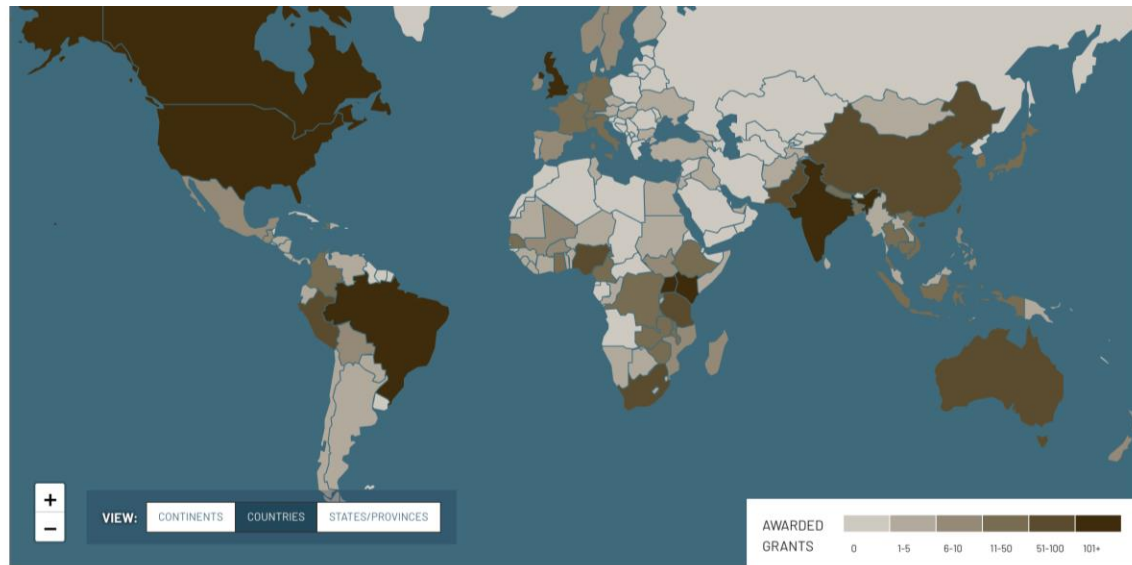 +
−
VIEW: CONTINENTS COUNTRIES STATES/PROVINCES
AWARDED
GRANTS
0 1-5 6-10 11-50 51-100 101+